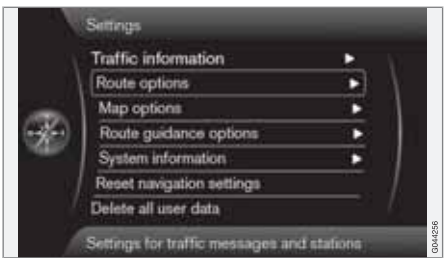 Settings
Traffic information
Route options
Map options
Route guidance options
System information
Reset navigation settings
Delete all user data
Settings for traffic messages and stations
G044256